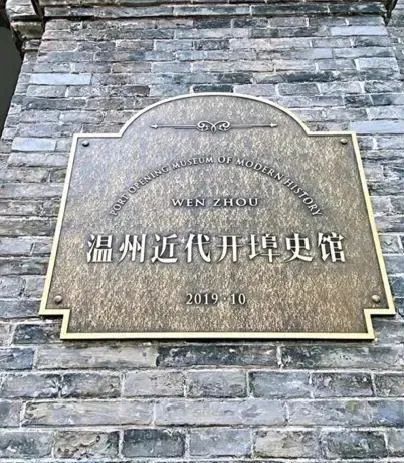 PORT OPENING MUSEUM OF MODERN HISTORY
WEN ZHOU
温州近代开埠史馆
2019·10